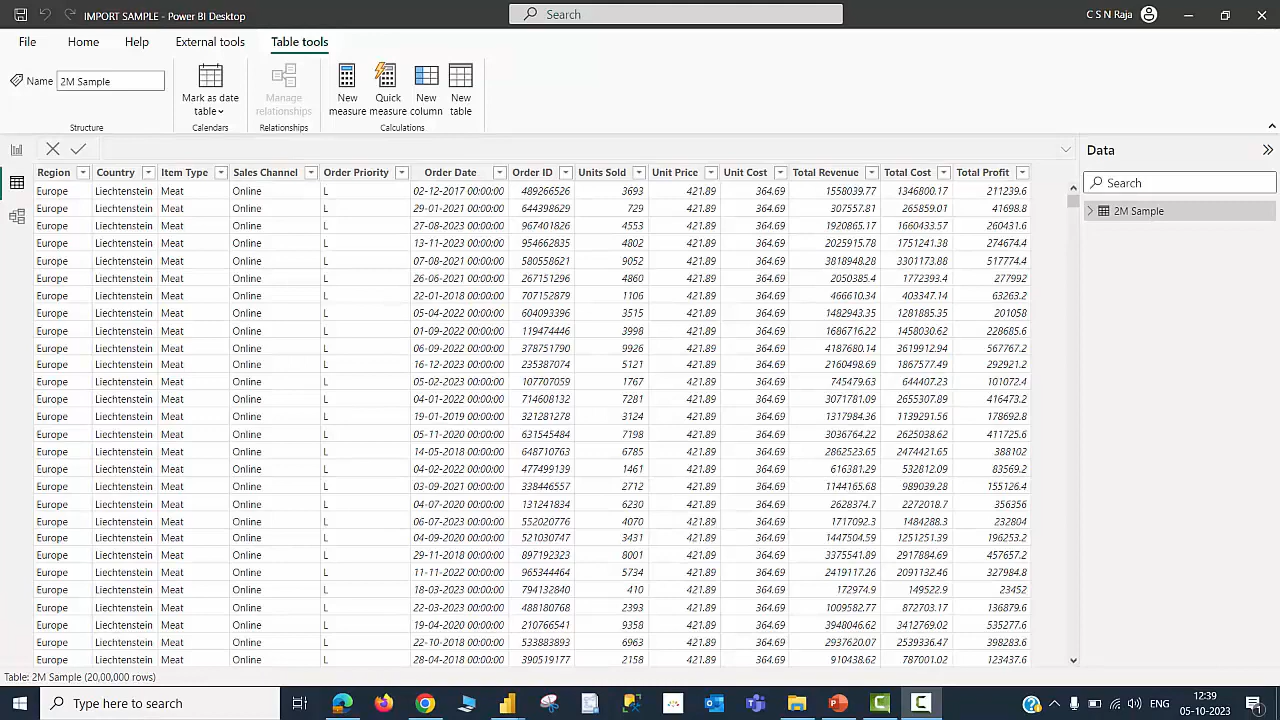 IMPORT SAMPLE - Power BI Desktop Search C S N Raja
File Home Help External tools Table tools
Name 2M Sample Mark as date table Manage relationships New measure Quick measure New column New table
Structure Calendars Relationships Calculations
Data
Region Country Item Type Sales Channel Order Priority Order Date Order ID Units Sold Unit Price Unit Cost Total Revenue Total Cost Total Profit
Search
2M Sample
Europe Liechtenstein Meat Online L 02-12-2017 00:00:00 489266526 3693 421.89 364.69 1558039.77 1346800.17 211239.6
Europe Liechtenstein Meat Online L 29-01-2021 00:00:00 644398629 729 421.89 364.69 307557.81 265859.01 41698.8
Europe Liechtenstein Meat Online L 27-08-2023 00:00:00 967401826 4553 421.89 364.69 1920865.17 1660433.57 260431.6
Europe Liechtenstein Meat Online L 13-11-2023 00:00:00 954662835 4802 421.89 364.69 2025915.78 1751241.38 274674.4
Europe Liechtenstein Meat Online L 07-08-2021 00:00:00 580558621 9052 421.89 364.69 3818948.28 3301173.88 517774.4
Europe Liechtenstein Meat Online L 26-06-2021 00:00:00 267151296 4860 421.89 364.69 2050385.4 1772393.4 277992
Europe Liechtenstein Meat Online L 22-01-2018 00:00:00 707152879 1106 421.89 364.69 466610.34 403347.14 63263.2
Europe Liechtenstein Meat Online L 05-04-2022 00:00:00 604093396 3515 421.89 364.69 1482943.35 1281885.35 201058
Europe Liechtenstein Meat Online L 01-09-2022 00:00:00 119474446 3998 421.89 364.69 1686716.22 1458030.62 228685.6
Europe Liechtenstein Meat Online L 06-09-2022 00:00:00 378751790 9926 421.89 364.69 4187680.14 3619912.94 567767.2
Europe Liechtenstein Meat Online L 16-12-2023 00:00:00 235387074 5121 421.89 364.69 2160498.69 1867577.49 292921.2
Europe Liechtenstein Meat Online L 05-02-2023 00:00:00 107707059 1767 421.89 364.69 745479.63 644407.23 101072.4
Europe Liechtenstein Meat Online L 04-01-2022 00:00:00 714608132 7281 421.89 364.69 3071781.09 2655307.89 416473.2
Europe Liechtenstein Meat Online L 19-01-2019 00:00:00 321281278 3124 421.89 364.69 1317984.36 1139291.56 178692.8
Europe Liechtenstein Meat Online L 05-11-2020 00:00:00 631545484 7198 421.89 364.69 3036764.22 2625038.62 411725.6
Europe Liechtenstein Meat Online L 14-05-2018 00:00:00 648710763 6785 421.89 364.69 2862523.65 2474421.65 388102
Europe Liechtenstein Meat Online L 04-02-2022 00:00:00 477499139 1461 421.89 364.69 616381.29 532812.09 83569.2
Europe Liechtenstein Meat Online L 03-09-2021 00:00:00 338446557 2712 421.89 364.69 1144165.68 989039.28 155126.4
Europe Liechtenstein Meat Online L 04-07-2020 00:00:00 131241834 6230 421.89 364.69 2628374.7 2272018.7 356356
Europe Liechtenstein Meat Online L 06-07-2023 00:00:00 552020776 4070 421.89 364.69 1717092.3 1484288.3 232804
Europe Liechtenstein Meat Online L 04-09-2020 00:00:00 521030747 3431 421.89 364.69 1447504.59 1251251.39 196253.2
Europe Liechtenstein Meat Online L 29-11-2018 00:00:00 897192323 8001 421.89 364.69 3375541.89 2917884.69 457657.2
Europe Liechtenstein Meat Online L 11-11-2022 00:00:00 965344464 5734 421.89 364.69 2419117.26 2091132.46 327984.8
Europe Liechtenstein Meat Online L 18-03-2023 00:00:00 794132840 410 421.89 364.69 172974.9 149522.9 23452
Europe Liechtenstein Meat Online L 22-03-2023 00:00:00 488180768 2393 421.89 364.69 1009582.77 872703.17 136879.6
Europe Liechtenstein Meat Online L 19-04-2020 00:00:00 210766541 9358 421.89 364.69 3948046.62 3412769.02 535277.6
Europe Liechtenstein Meat Online L 22-10-2018 00:00:00 533883893 6963 421.89 364.69 2937620.07 2539336.47 398283.6
Europe Liechtenstein Meat Online L 28-04-2018 00:00:00 390519177 2158 421.89 364.69 910438.62 787001.02 123437.6
Table: 2M Sample (20,00,000 rows)
Type here to search ENG 12:39
05-10-2023